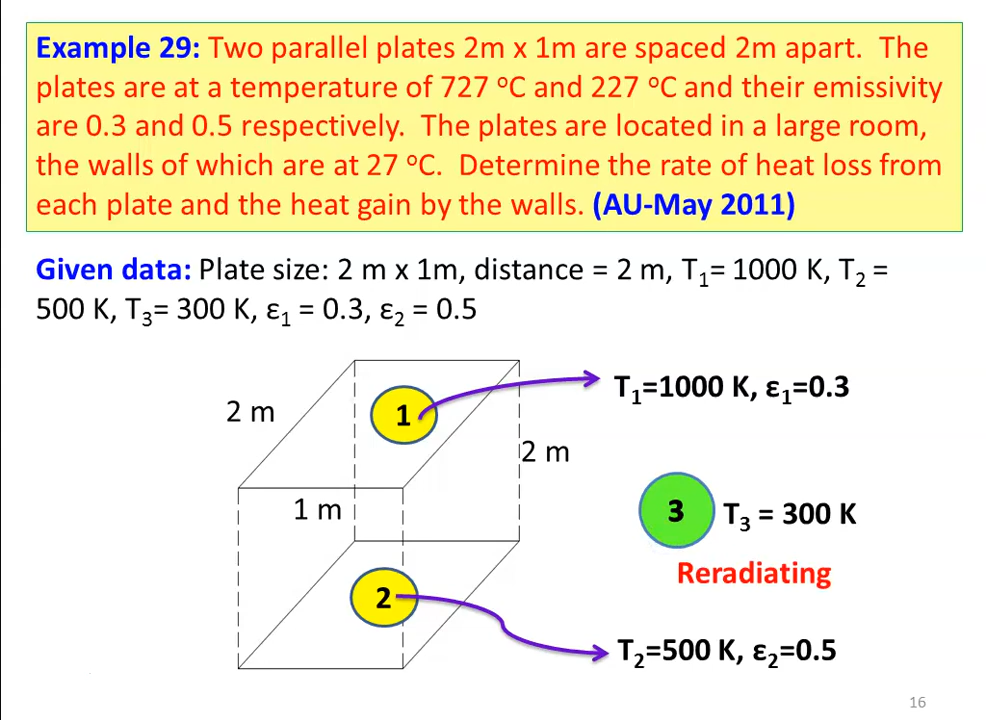 Example 29: Two parallel plates 2m x 1m are spaced 2m apart. The
plates are at a temperature of 727 °C and 227 °C and their emissivity
are 0.3 and 0.5 respectively. The plates are located in a large room,
the walls of which are at 27 °C. Determine the rate of heat loss from
each plate and the heat gain by the walls. (AU-May 2011)
Given data: Plate size: 2 m x 1m, distance = 2 m, T₁= 1000 K, T₂ =
500 K, T₃= 300 K, ε₁ = 0.3, ε₂ = 0.5
1
T₁=1000 K, ε₁=0.3
2 m
2 m
1 m
3
T₃ = 300 K
Reradiating
2
T₂=500 K, ε₂=0.5
16